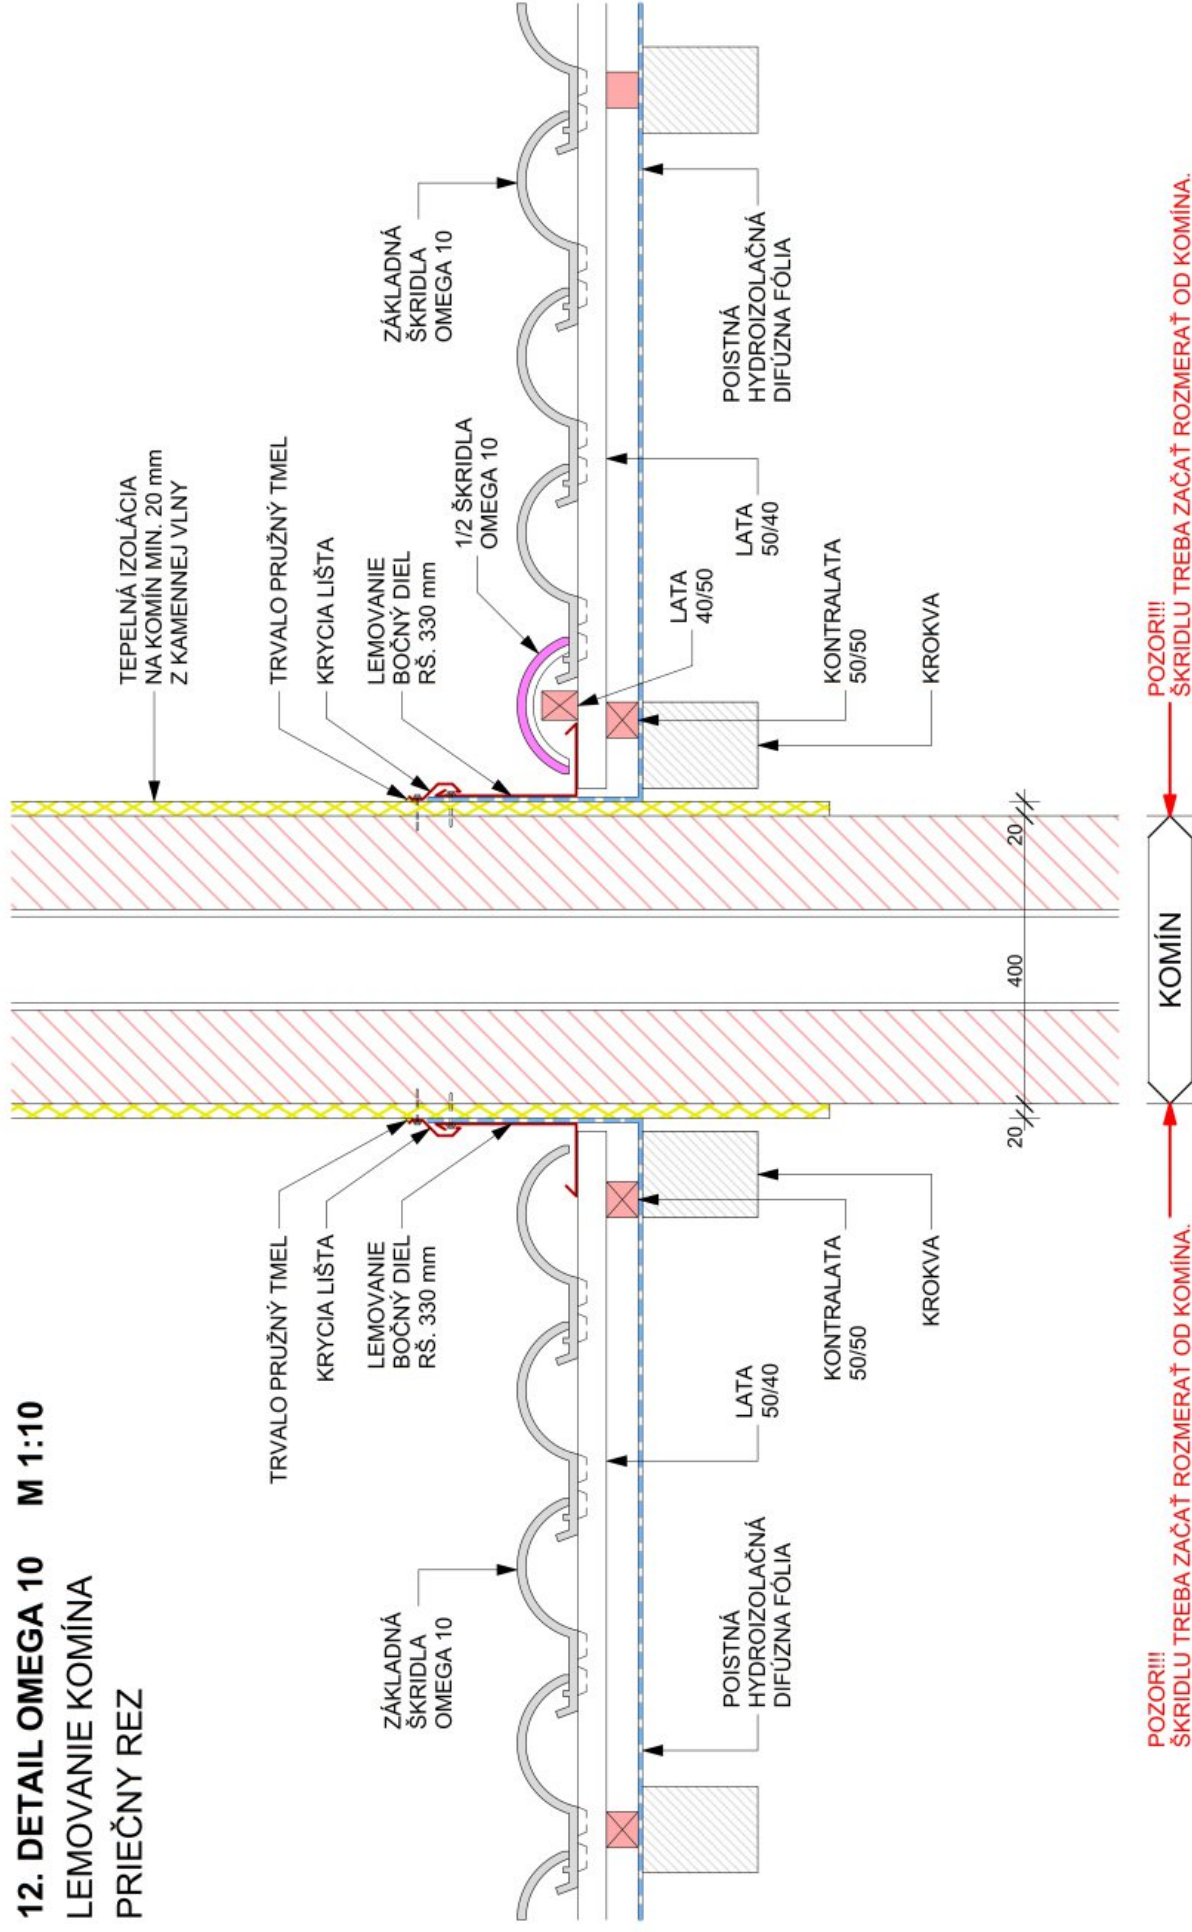 12. DETAIL OMEGA 10 M 1:10
LEMOVANIE KOMÍNA
PRIEČNY REZ
TEPELNÁ IZOLÁCIA
NA KOMÍN MIN. 20 mm
Z KAMENNEJ VLNY
TRVALO PRUŽNÝ TMEL
KRYCIA LIŠTA
LEMOVANIE
BOČNÝ DIEL
RŠ. 330 mm
ZÁKLADNÁ
ŠKRIDLA
OMEGA 10
TRVALO PRUŽNÝ TMEL
KRYCIA LIŠTA
LEMOVANIE
BOČNÝ DIEL
RŠ. 330 mm
1/2 ŠKRIDLA
OMEGA 10
ZÁKLADNÁ
ŠKRIDLA
OMEGA 10
POISTNÁ
HYDROIZOLAČNÁ
DIFÚZNA FÓLIA
LATA
50/40
KONTRALATA
50/50
KROKVA
LATA
40/50
LATA
50/40
POISTNÁ
HYDROIZOLAČNÁ
DIFÚZNA FÓLIA
KONTRALATA
50/50
KROKVA
20
400
20
POZOR!!!
ŠKRIDLU TREBA ZAČAŤ ROZMERAŤ OD KOMÍNA.
KOMÍN
POZOR!!!
ŠKRIDLU TREBA ZAČAŤ ROZMERAŤ OD KOMÍNA.